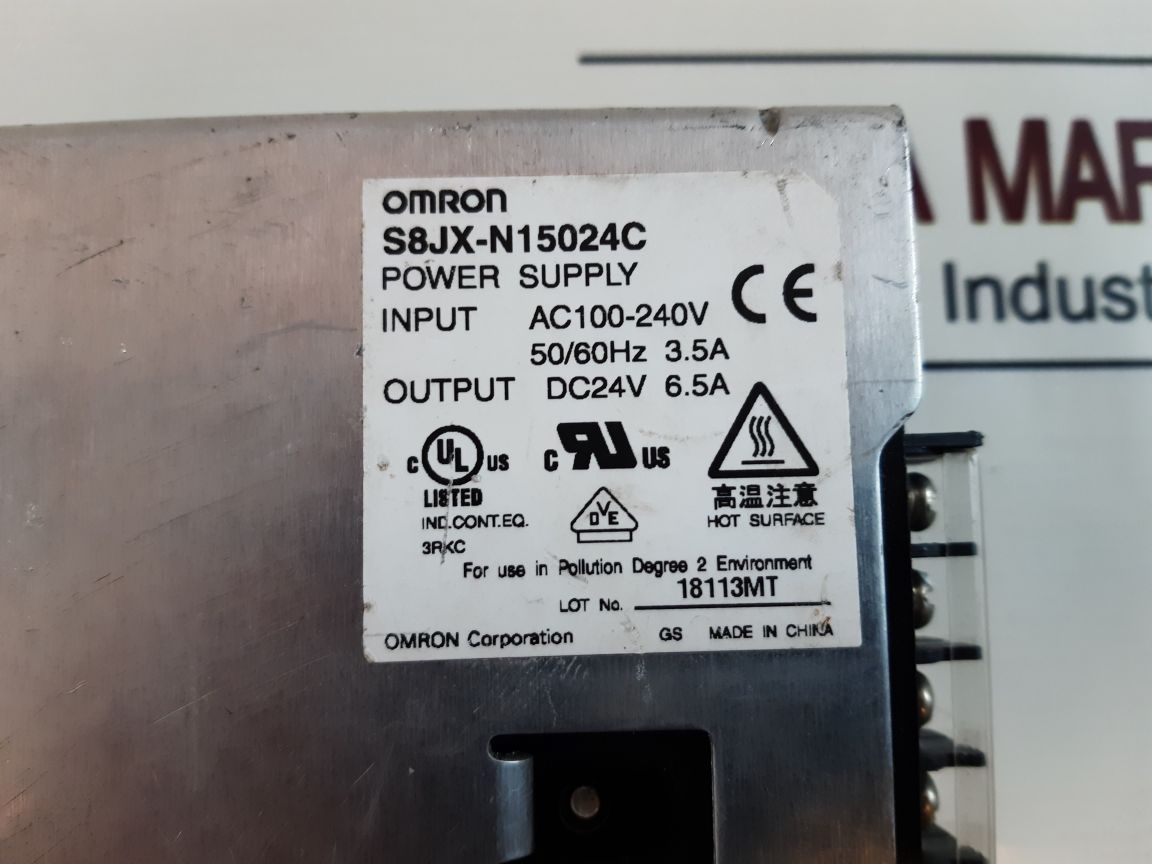 OMRON
S8JX-N15024C
POWER SUPPLY
CE
INPUT AC100-240V
50/60Hz 3.5A
OUTPUT DC24V 6.5A
C UL US
LISTED
IND.CONT.EQ.
3RKC
C RU US
DVE
高温注意
HOT SURFACE
For use in Pollution Degree 2 Environment
LOT No. 18113MT
OMRON Corporation GS MADE IN CHINA
A MAR
Indust